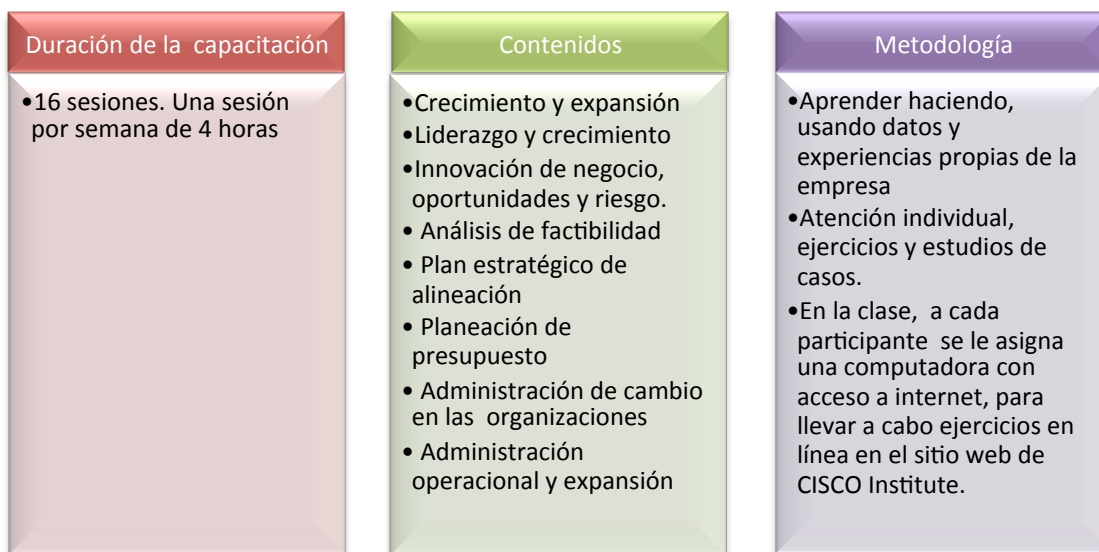 Duración de la capacitación
•16 sesiones. Una sesión
por semana de 4 horas
Contenidos
•Crecimiento y expansión
•Liderazgo y crecimiento
•Innovación de negocio,
oportunidades y riesgo.
• Análisis de factibilidad
• Plan estratégico de
alineación
• Planeación de
presupuesto
• Administración de cambio
en las organizaciones
• Administración
operacional y expansión
Metodología
•Aprender haciendo,
usando datos y
experiencias propias de la
empresa
•Atención individual,
ejercicios y estudios de
casos.
•En la clase, a cada
participante se le asigna
una computadora con
acceso a internet, para
llevar a cabo ejercicios en
línea en el sitio web de
CISCO Institute.